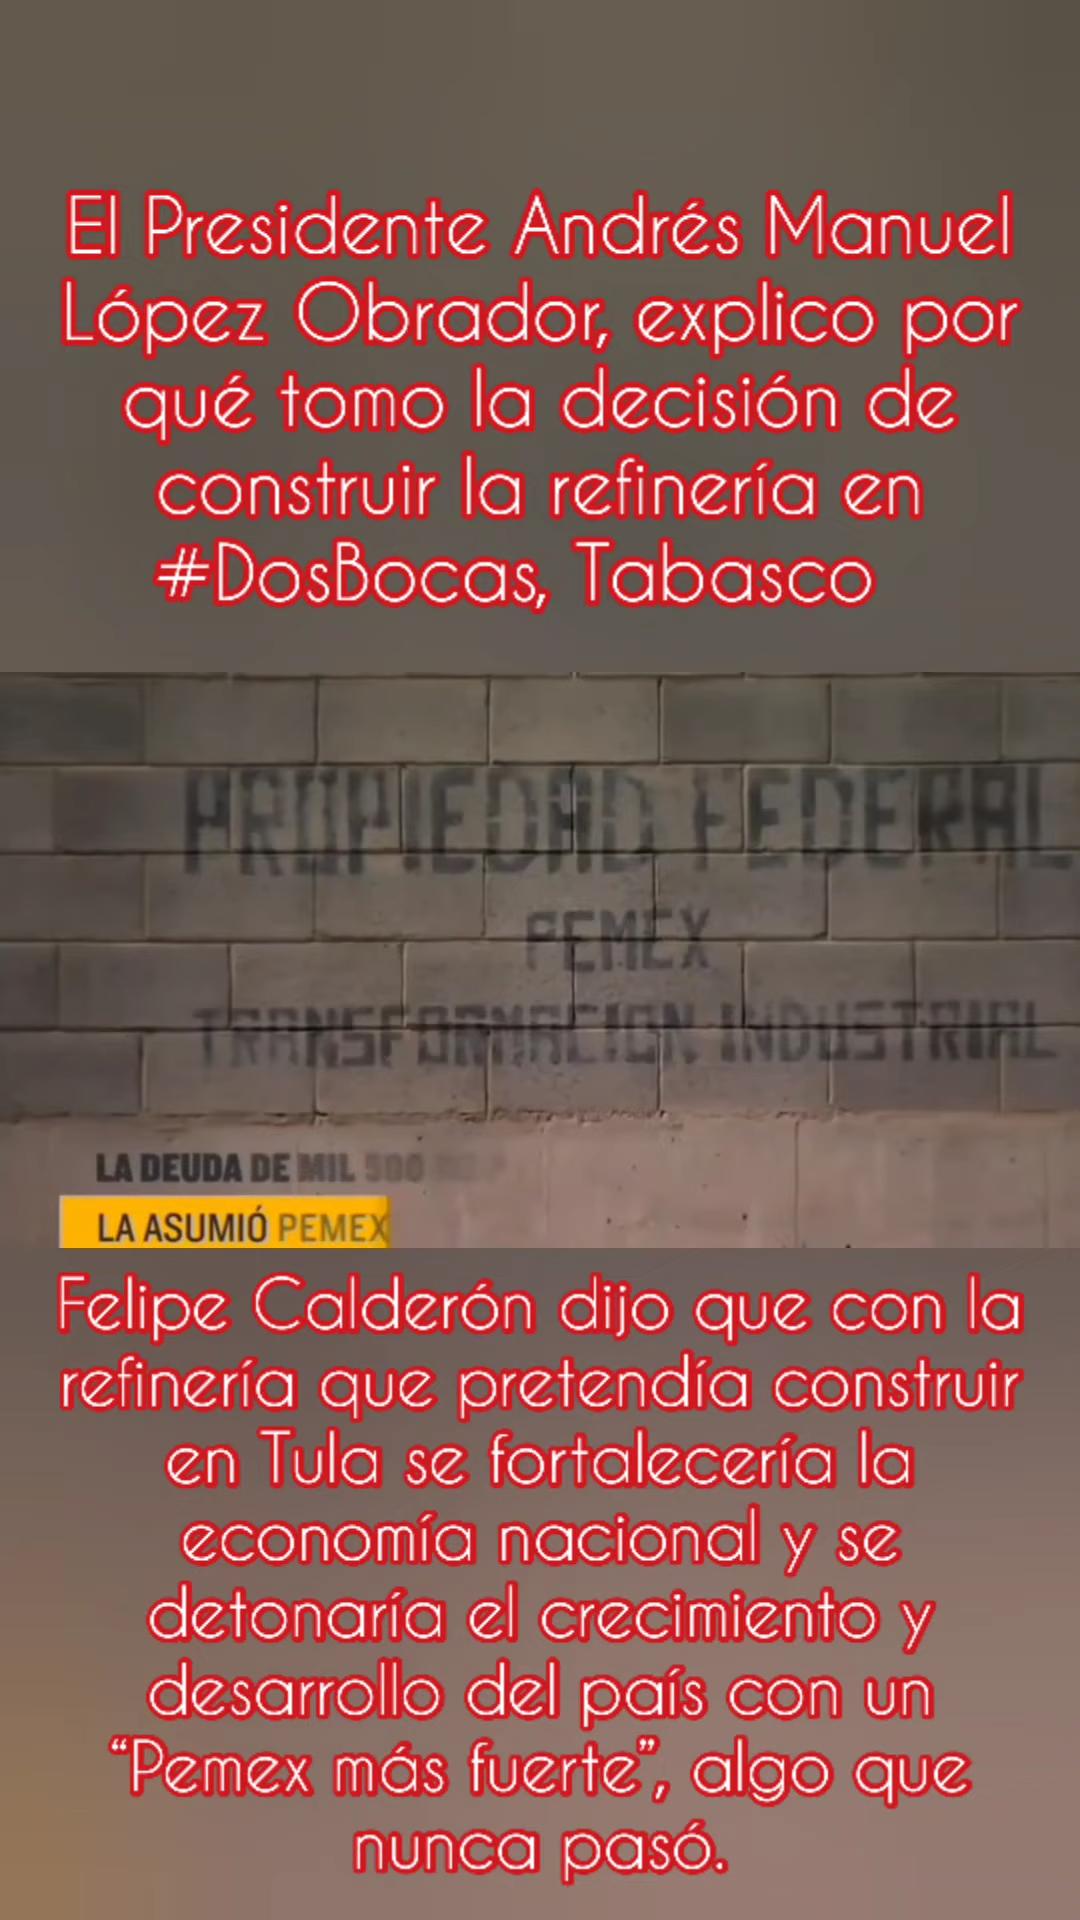 El Presidente Andrés Manuel
López Obrador, explico por
qué tomo la decisión de
construir la refinería en
#DosBocas, Tabasco
PROPIEDAD FEDERAL
PEMEX
TRANSFORMACION INDUSTRIAL
LA DEUDA DE MIL 500
LA ASUMIÓ PEMEX
Felipe Calderón dijo que con la
refinería que pretendía construir
en Tula se fortalecería la
economía nacional y se
detonaría el crecimiento y
desarrollo del país con un
“Pemex más fuerte”, algo que
nunca pasó.